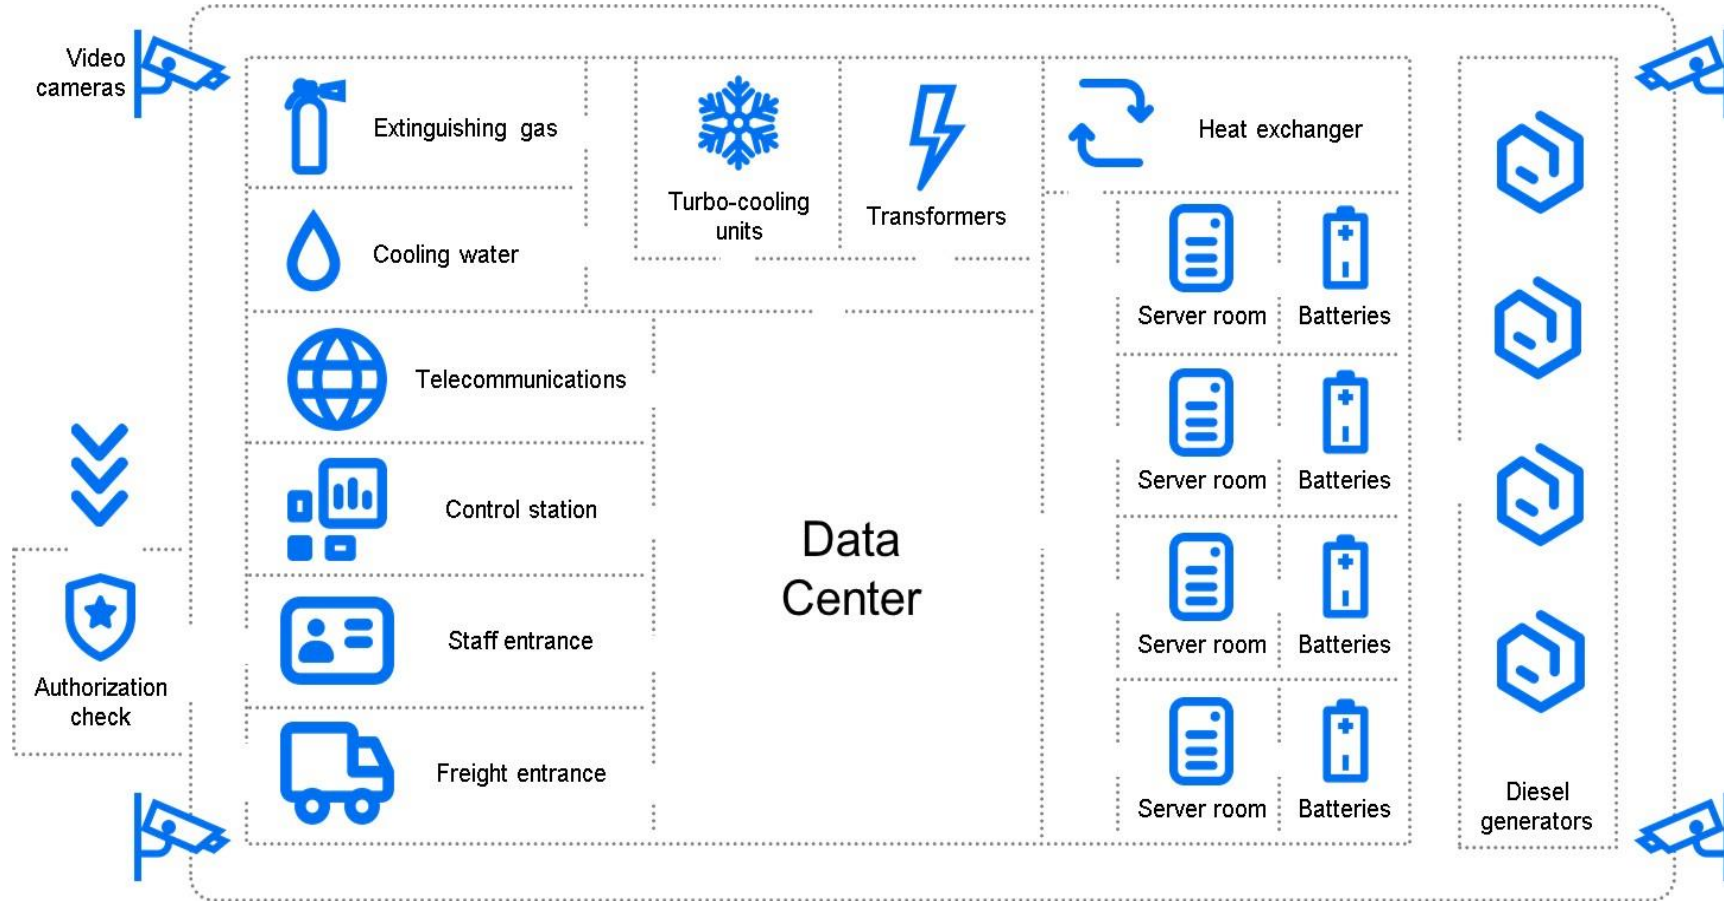 Video
cameras
Extinguishing gas
Turbo-cooling
units
Transformers
Heat exchanger
Cooling water
Server room
Batteries
Telecommunications
Server room
Batteries
Control station
Data
Center
Staff entrance
Server room
Batteries
Authorization
check
Freight entrance
Server room
Batteries
Diesel
generators